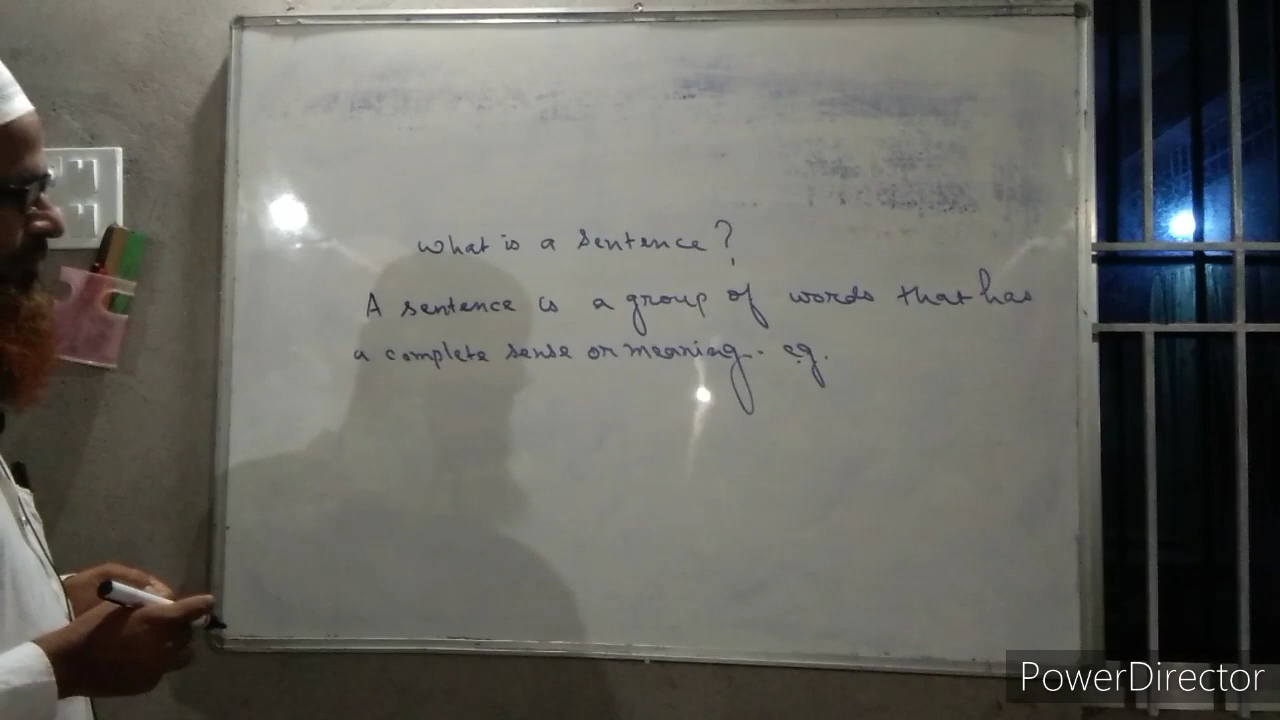 What is a Sentence?
A sentence is a group of words that has
a complete sense or meaning. e.g.
PowerDirector